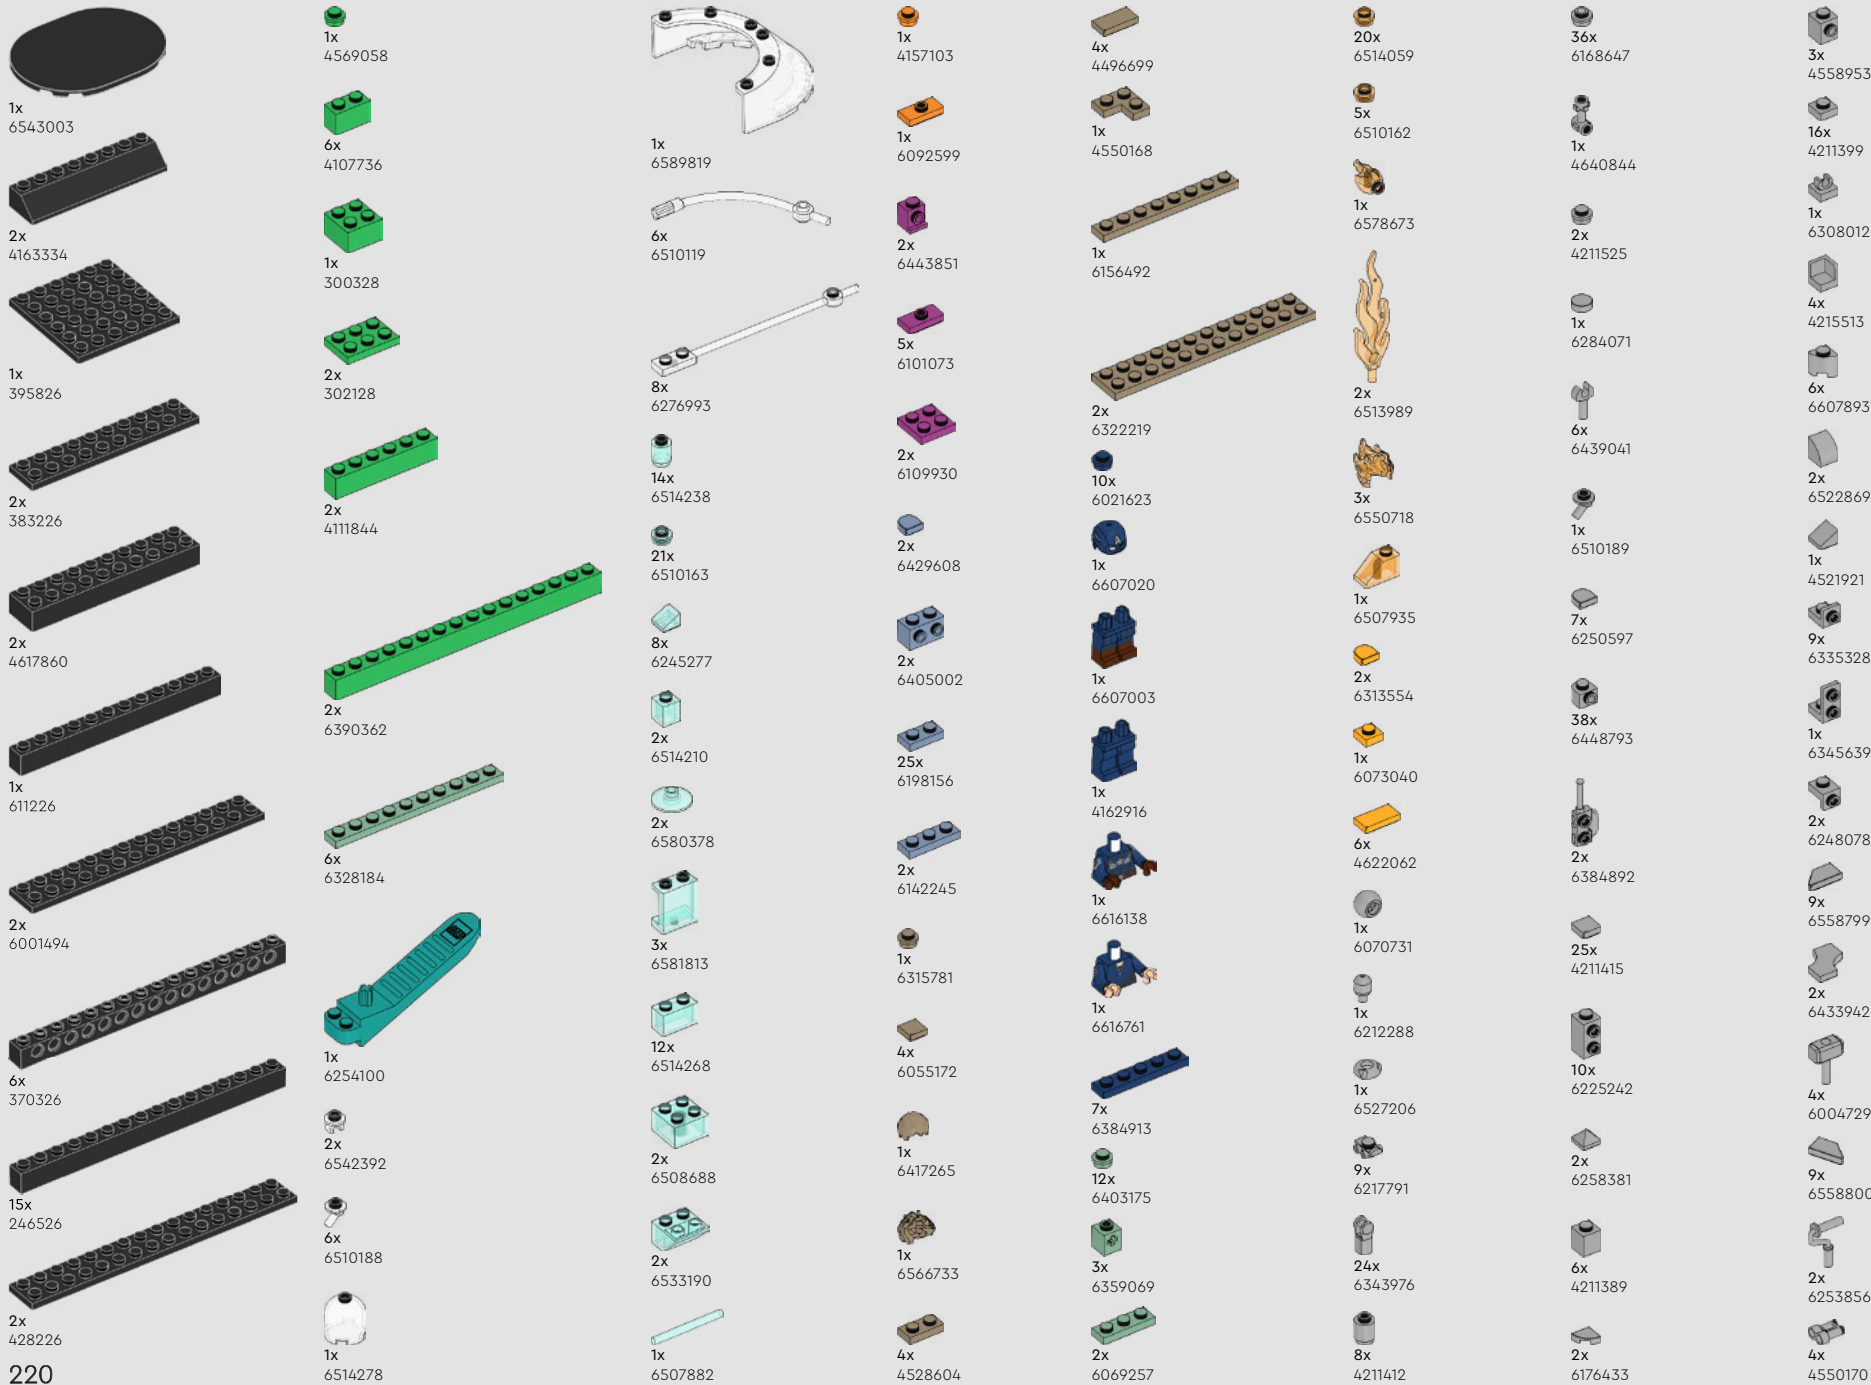 1x
6543003
2x
4163334
1x
395826
2x
383226
2x
4617860
1x
611226
2x
6001494
6x
370326
15x
246526
2x
428226
220
1x
4569058
6x
4107736
1x
300328
2x
302128
2x
4111844
2x
6390362
6x
6328184
1x
6254100
2x
6542392
6x
6510188
1x
6514278
1x
6589819
6x
6510119
8x
6276993
14x
6514238
21x
6510163
8x
6245277
2x
6514210
2x
6580378
3x
6581813
12x
6514268
2x
6508688
2x
6533190
1x
6507882
1x
4157103
1x
6092599
2x
6443851
5x
6101073
2x
6109930
2x
6429608
2x
6405002
25x
6198156
2x
6142245
1x
6315781
4x
6055172
1x
6417265
1x
6566733
4x
4528604
4x
4496699
1x
4550168
1x
6156492
2x
6322219
10x
6021623
1x
6607020
1x
6607003
1x
4162916
1x
6616138
1x
6616761
7x
6384913
12x
6403175
3x
6359069
2x
6069257
20x
6514059
5x
6510162
1x
6578673
2x
6513989
3x
6550718
1x
6507935
2x
6313554
1x
6073040
6x
4622062
1x
6070731
1x
6212288
1x
6527206
9x
6217791
24x
6343976
8x
4211412
36x
6168647
1x
4640844
2x
4211525
1x
6284071
6x
6439041
1x
6510189
7x
6250597
38x
6448793
2x
6384892
25x
4211415
10x
6225242
2x
6258381
6x
4211389
2x
6176433
3x
4558953
16x
4211399
1x
6308012
4x
4215513
6x
6607893
2x
6522869
1x
4521921
9x
6335328
1x
6345639
2x
6248078
9x
6558799
2x
6433942
4x
6004729
9x
6558800
2x
6253856
4x
4550170